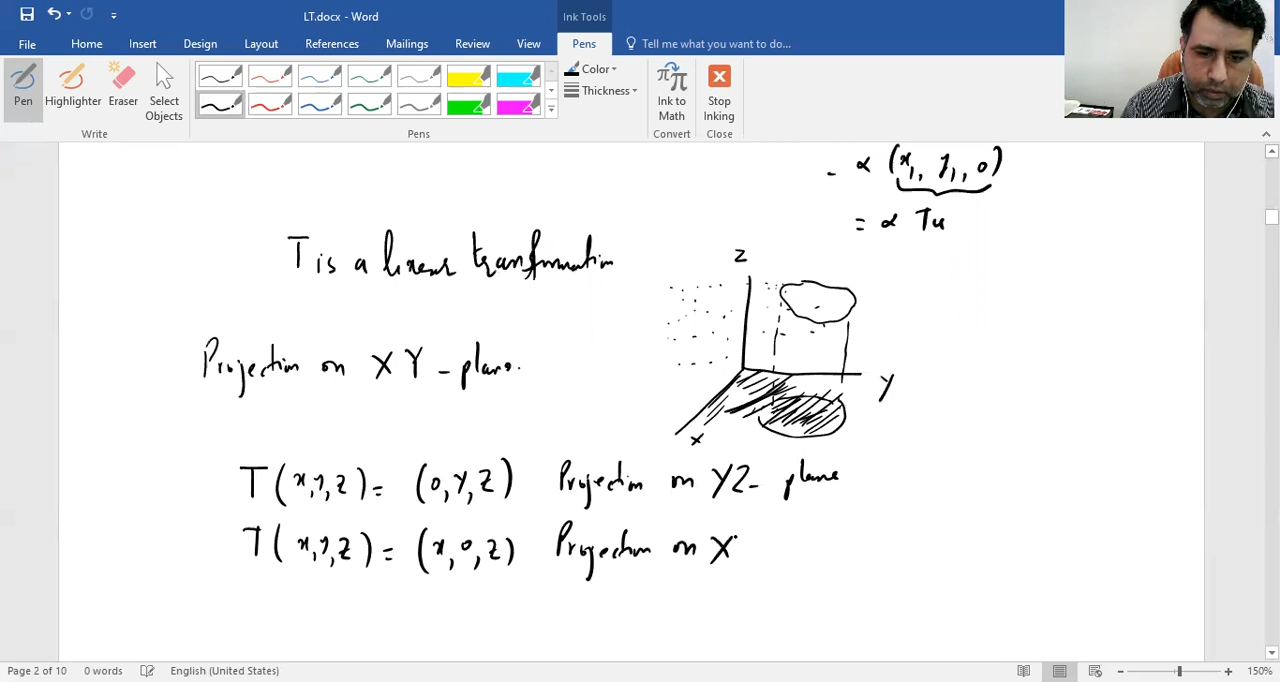 LT.docx - Word
Ink Tools
File Home Insert Design Layout References Mailings Review View Pens Tell me what you want to do...
Pen Highlighter Eraser Select Objects
Color
Thickness
Ink to Math
Stop Inking
Write Pens Convert Close
- α (x₁, y₁, 0)
= α Tu
T is a linear transformation
Z
Projection on XY - plane.
Y
X
T(x,y,z) = (0,y,z) Projection on YZ - plane
T(x,y,z) = (x,0,z) Projection on X
Page 2 of 10 0 words English (United States) 150%